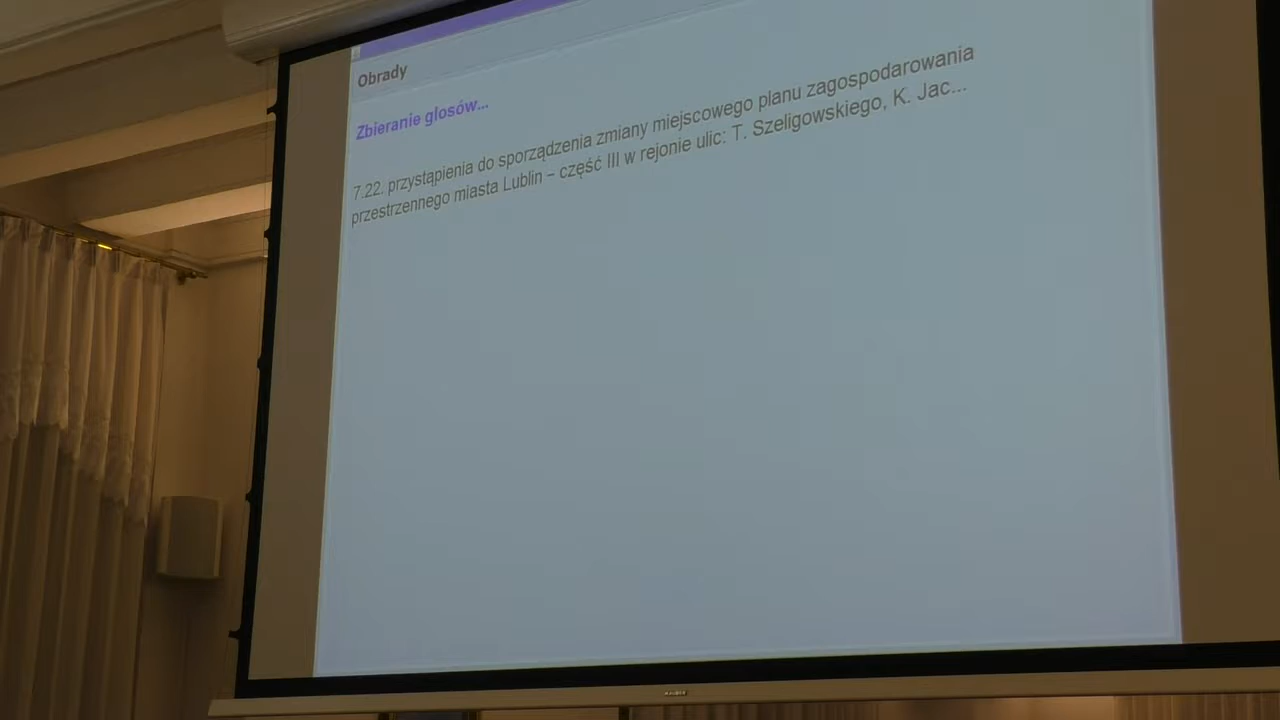 Obrady
Zbieranie głosów...
7.22. przystąpienia do sporządzenia zmiany miejscowego planu zagospodarowania
przestrzennego miasta Lublin – część III w rejonie ulic: T. Szeligowskiego, K. Jac...